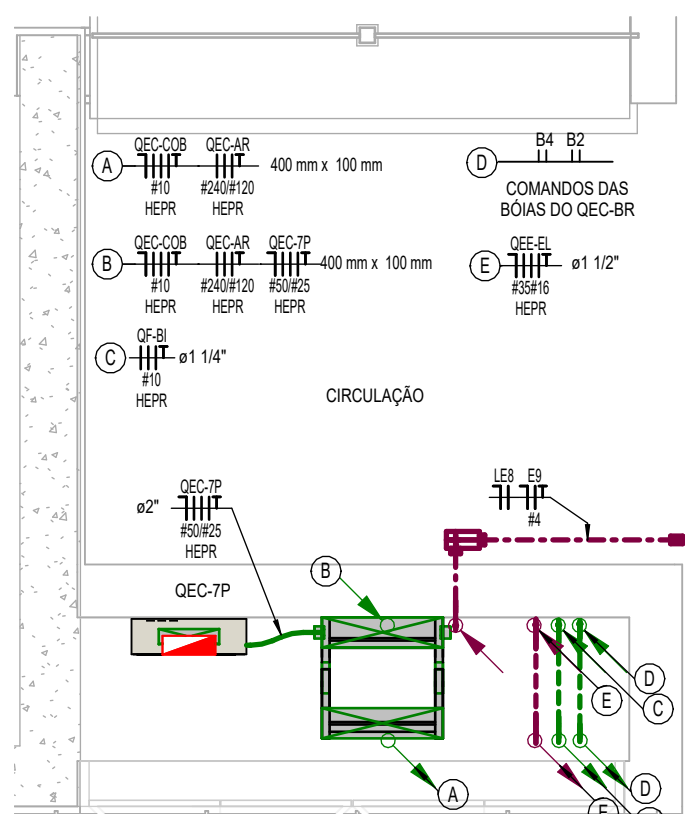 A
QEC-COB
#10
HEPR
QEC-AR
#240/#120
HEPR
400 mm x 100 mm
D
B4 B2
COMANDOS DAS
BÓIAS DO QEC-BR
B
QEC-COB
#10
HEPR
QEC-AR
#240/#120
HEPR
QEC-7P
#50/#25
HEPR
400 mm x 100 mm
E
QEE-EL
#35#16
HEPR
ø1 1/2"
C
QF-BI
#10
HEPR
ø1 1/4"
CIRCULAÇÃO
ø2"
QEC-7P
#50/#25
HEPR
LE8 E9
#4
QEC-7P
B
E
C
D
A
D